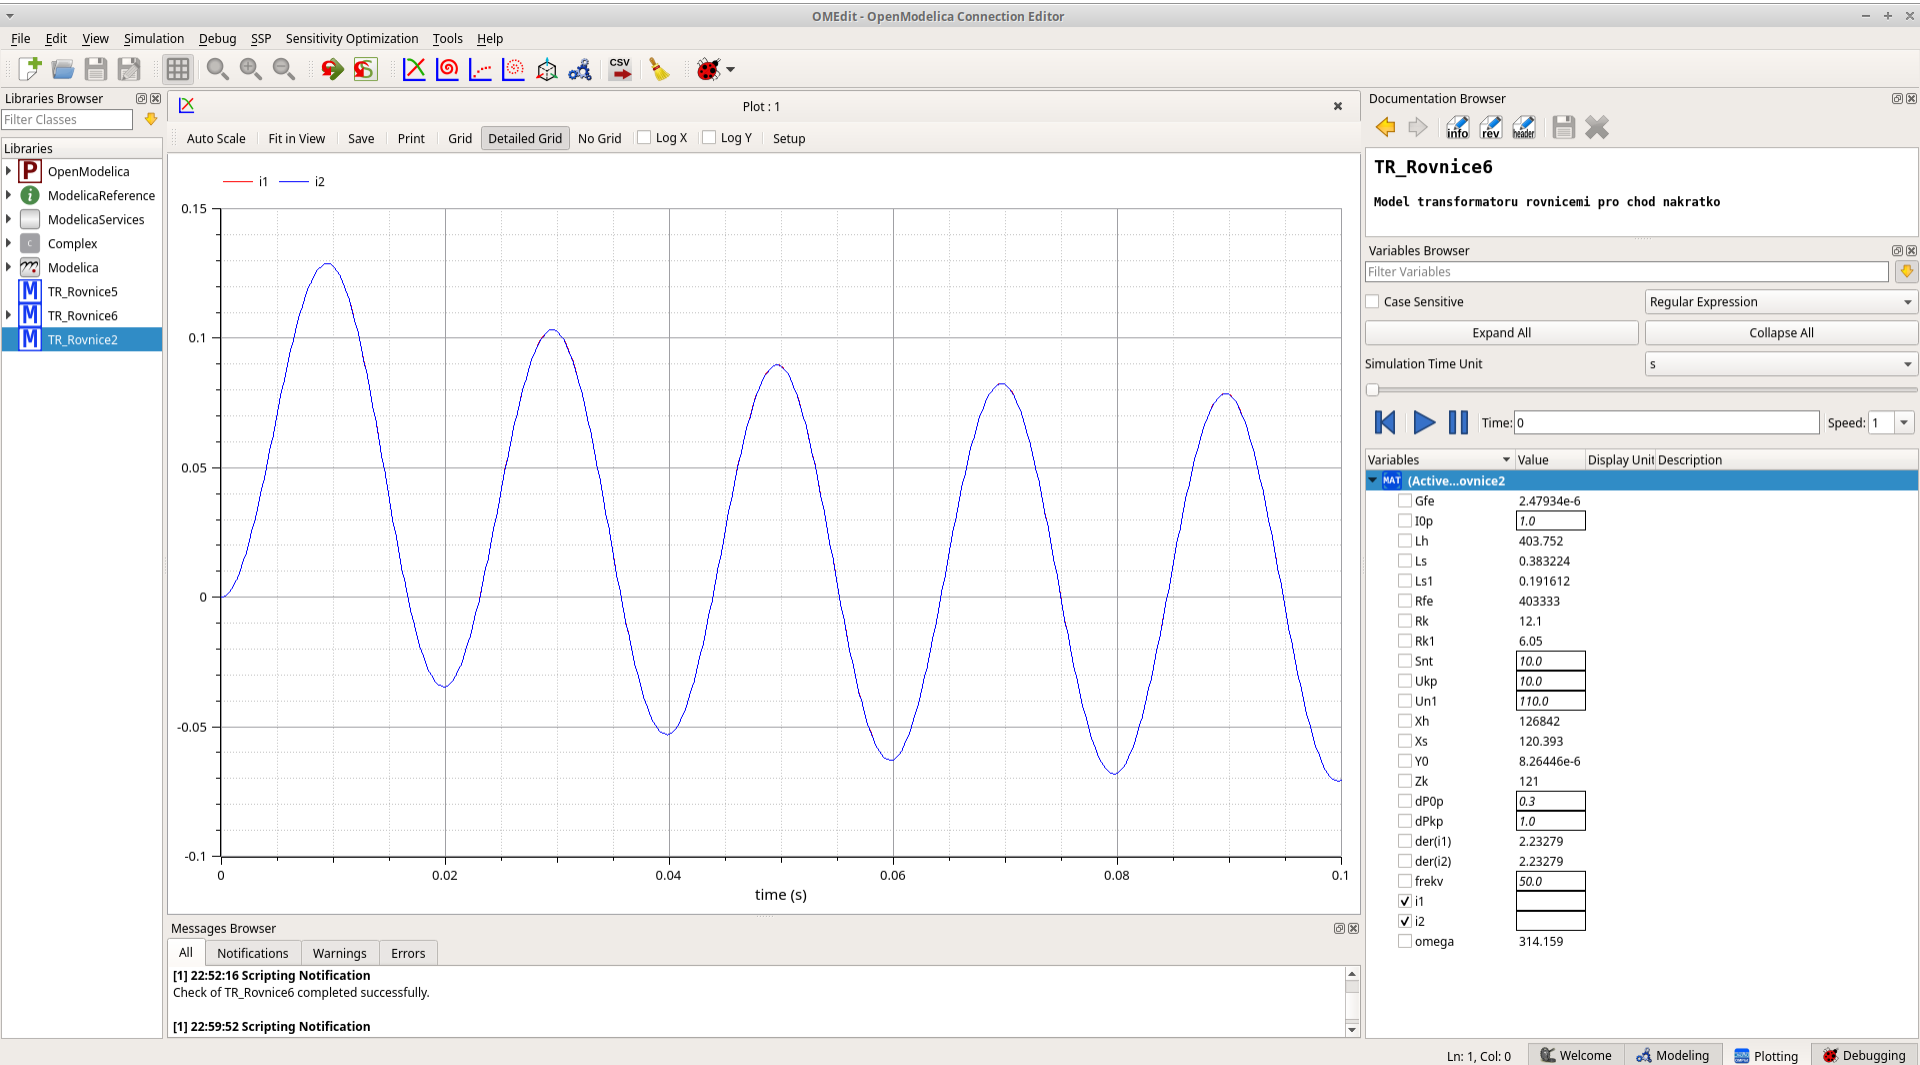 OMEdit - OpenModelica Connection Editor
File Edit View Simulation Debug SSP Sensitivity Optimization Tools Help
CSV
Libraries Browser
Filter Classes
Libraries
P OpenModelica
i ModelicaReference
ModelicaServices
C Complex
Modelica
M TR_Rovnice5
M TR_Rovnice6
M TR_Rovnice2
Plot : 1
Auto Scale Fit in View Save Print Grid Detailed Grid No Grid Log X Log Y Setup
i1 i2
0.15
0.1
0.05
0
-0.05
-0.1
0 0.02 0.04 0.06 0.08 0.1
time (s)
Messages Browser
All Notifications Warnings Errors
[1] 22:52:16 Scripting Notification
Check of TR_Rovnice6 completed successfully.
[1] 22:59:52 Scripting Notification
Documentation Browser
info rev header
TR_Rovnice6
Model transformatoru rovnicemi pro chod nakratko
Variables Browser
Filter Variables
Case Sensitive Regular Expression
Expand All Collapse All
Simulation Time Unit s
Time: 0 Speed: 1
Variables Value Display Unit Description
MAT (Active...ovnice2
Gfe 2.47934e-6
I0p 1.0
Lh 403.752
Ls 0.383224
Ls1 0.191612
Rfe 403333
Rk 12.1
Rk1 6.05
Snt 10.0
Ukp 10.0
Un1 110.0
Xh 126842
Xs 120.393
Y0 8.26446e-6
Zk 121
dP0p 0.3
dPkp 1.0
der(i1) 2.23279
der(i2) 2.23279
frekv 50.0
i1
i2
omega 314.159
Ln: 1, Col: 0 Welcome Modeling Plotting Debugging